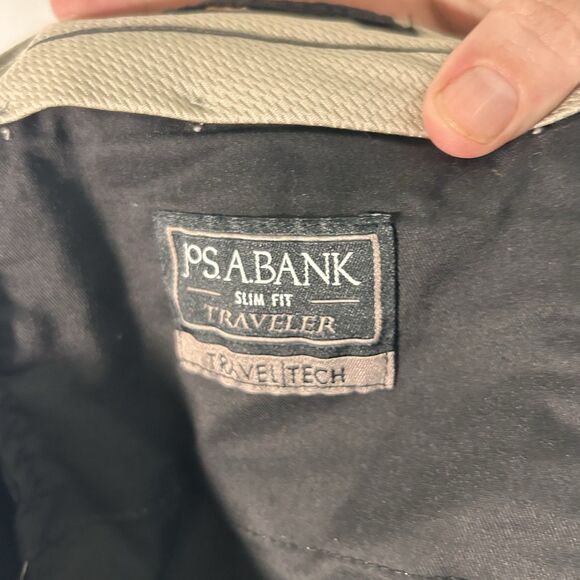 JoS.A.BANK
SLIM FIT
TRAVELER
TRAVEL|TECH